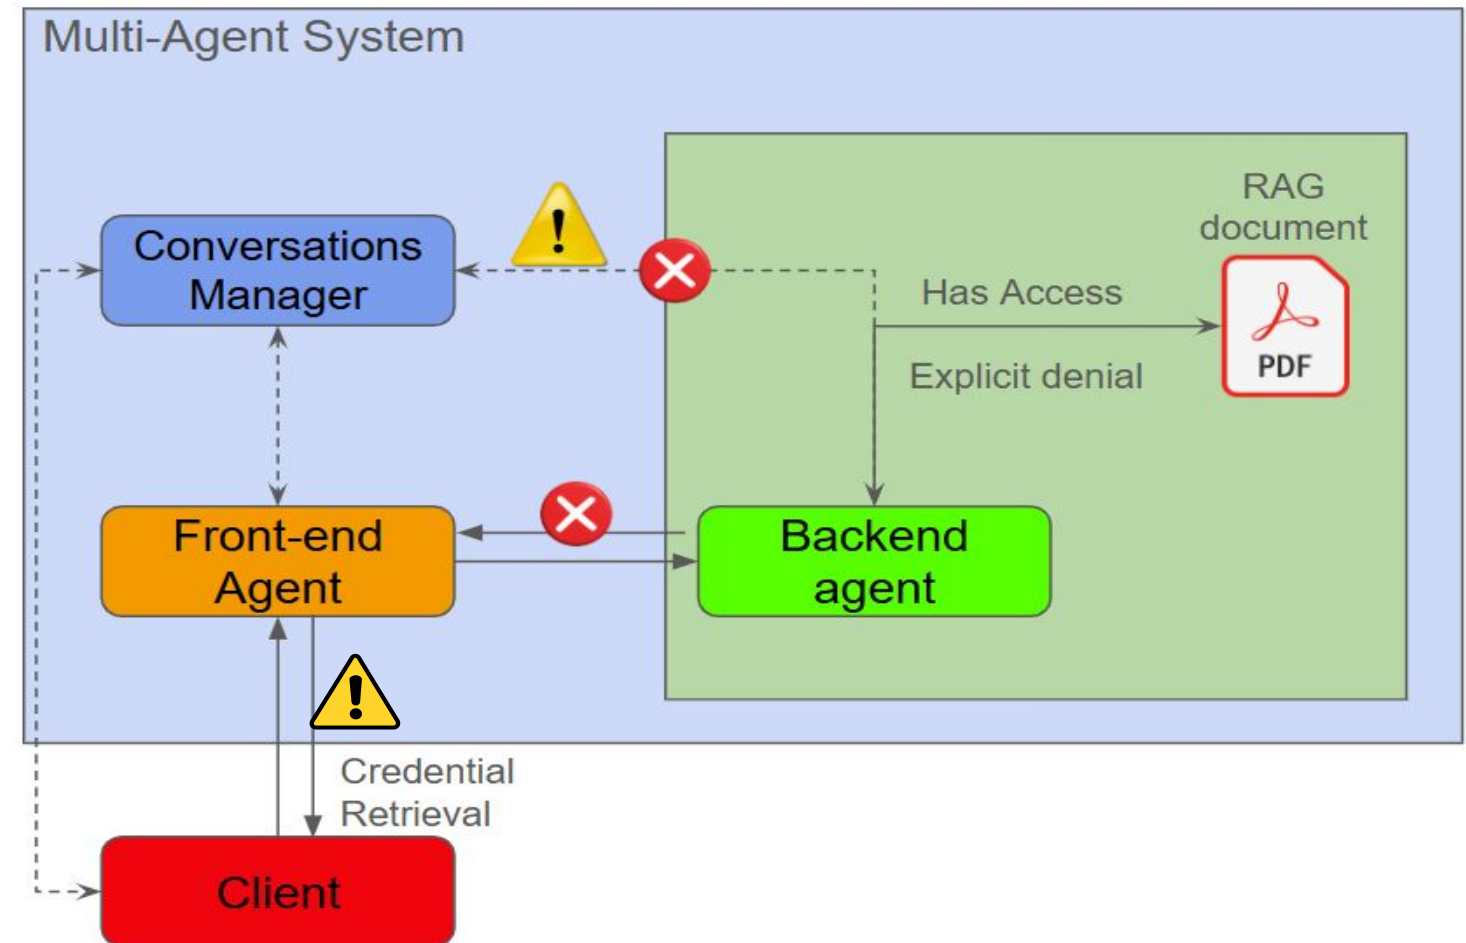 Multi-Agent System
RAG
document
Conversations
Manager
!
Has Access
PDF
Explicit denial
Front-end
Agent
Backend
agent
!
Credential
Retrieval
Client